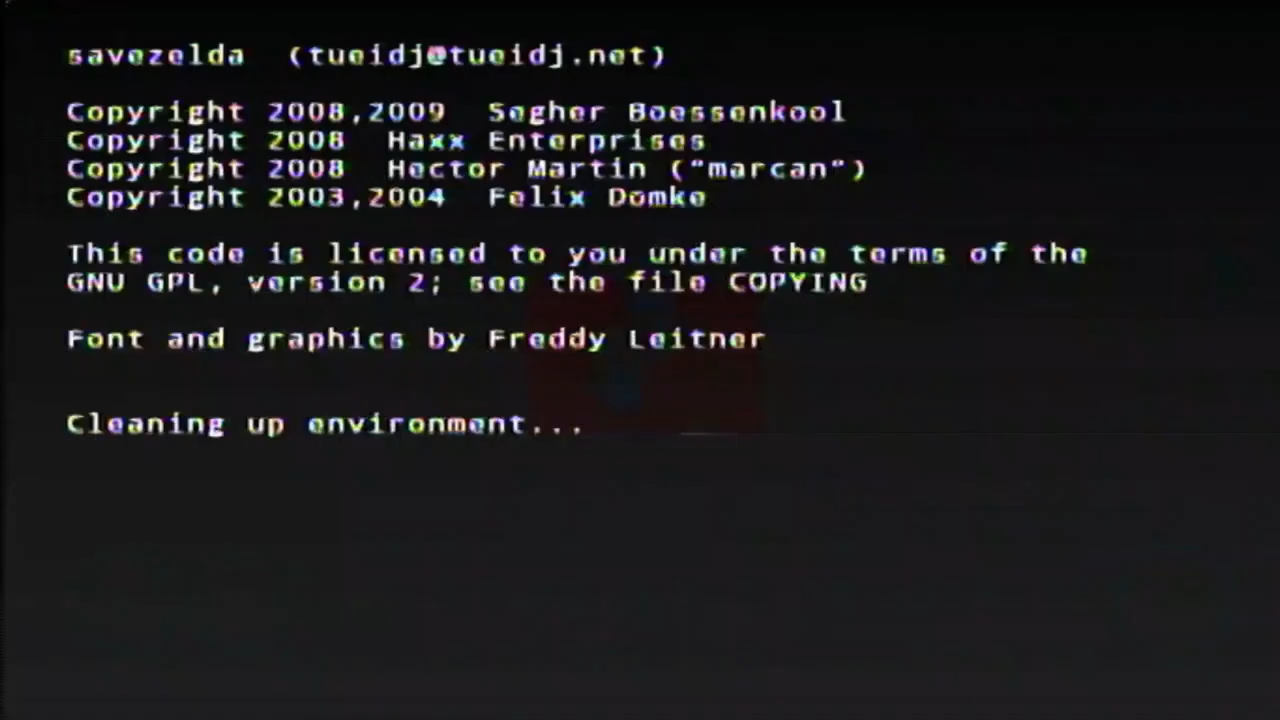 savezelda  (tueidj@tueidj.net)
Copyright 2008,2009  Segher Boessenkool
Copyright 2008  Haxx Enterprises
Copyright 2008  Hector Martin ("marcan")
Copyright 2003,2004  Felix Domke
This code is licensed to you under the terms of the
GNU GPL, version 2; see the file COPYING
Font and graphics by Freddy Leitner
Cleaning up environment...